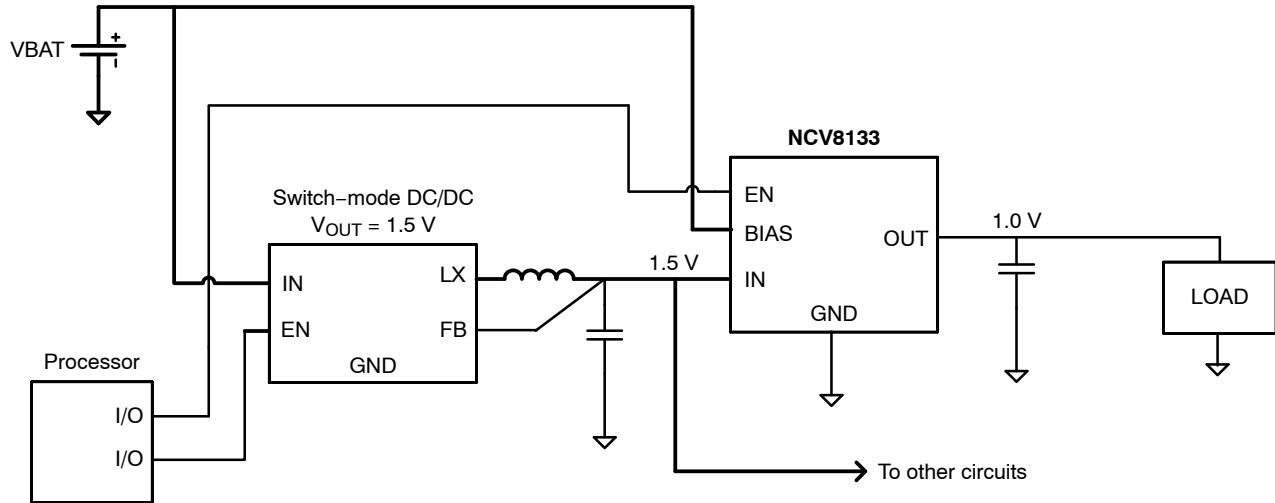 VBAT
+
NCV8133
EN
BIAS
IN
OUT
GND
1.0 V
LOAD
Switch−mode DC/DC
VOUT = 1.5 V
IN
EN
LX
FB
GND
1.5 V
Processor
I/O
I/O
To other circuits